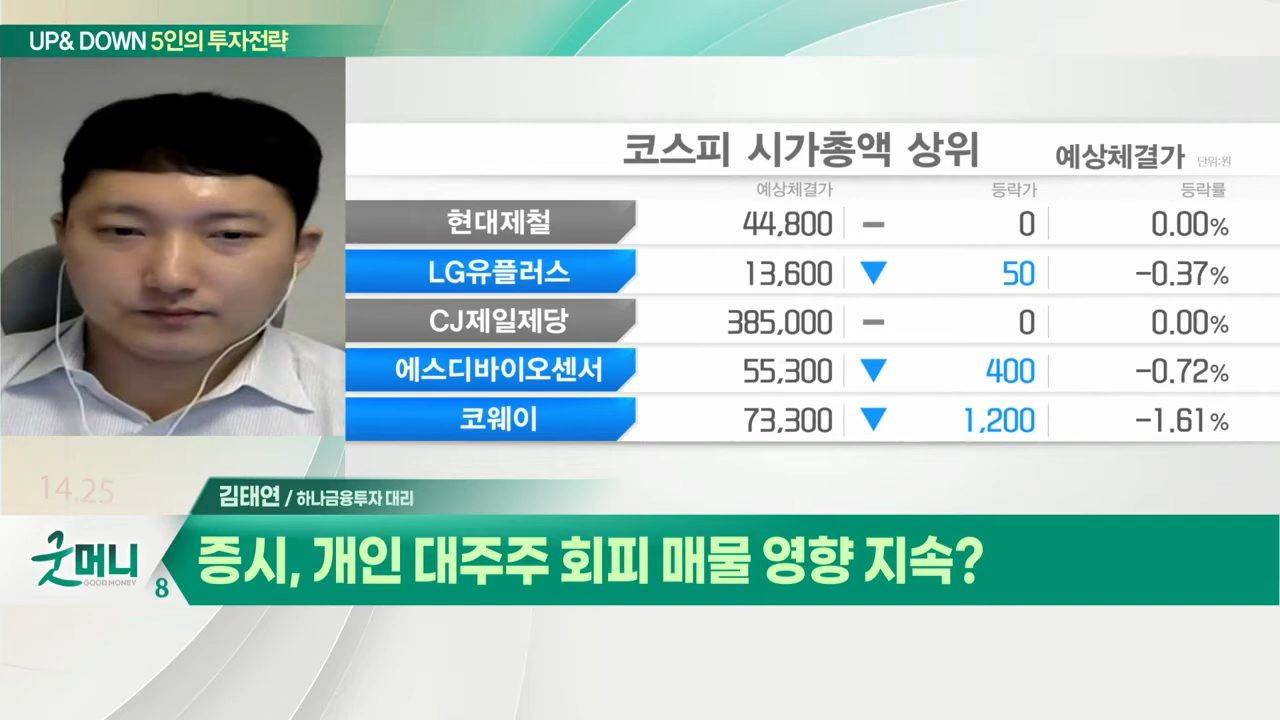 UP& DOWN 5인의 투자전략
코스피 시가총액 상위 예상체결가 단위:원
예상체결가 등락가 등락률
현대제철 44,800 - 0 0.00%
LG유플러스 13,600 ▼ 50 -0.37%
CJ제일제당 385,000 - 0 0.00%
에스디바이오센서 55,300 ▼ 400 -0.72%
코웨이 73,300 ▼ 1,200 -1.61%
14.25
김태연 / 하나금융투자 대리
굿머니 GOOD MONEY 8
증시, 개인 대주주 회피 매물 영향 지속?